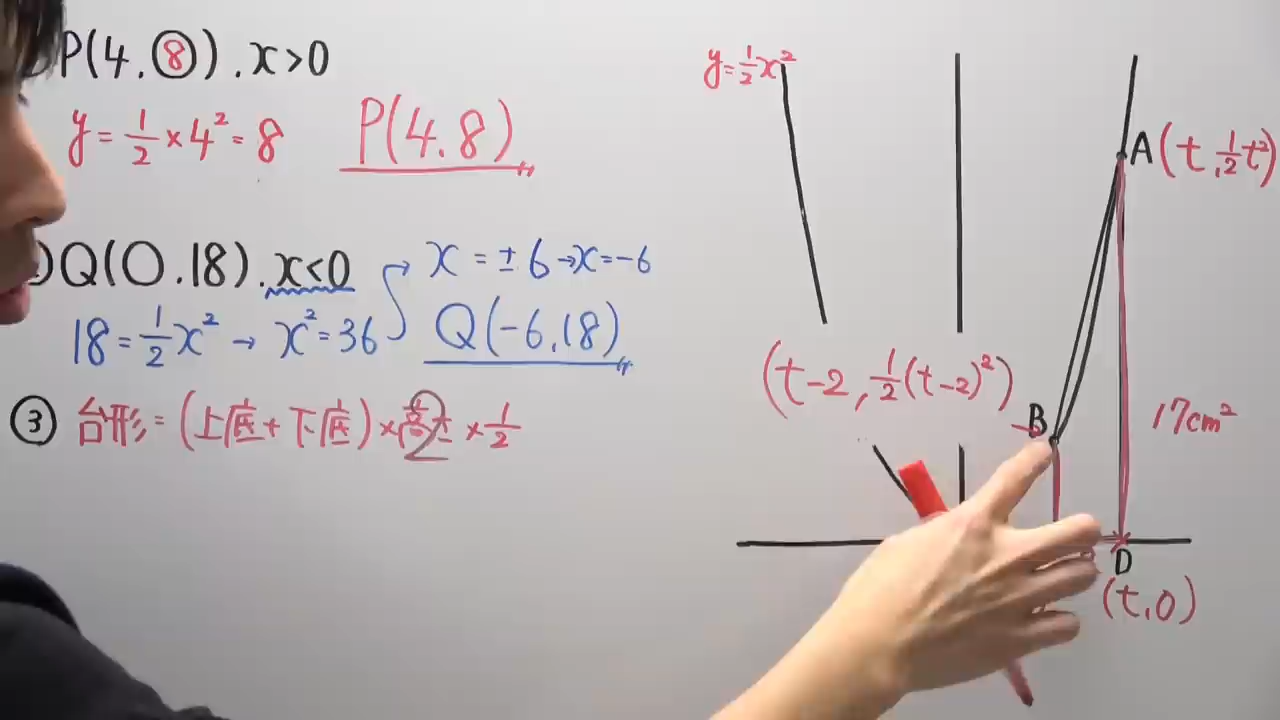 P(4.⑧).x>0
y=1/2×4²=8
P(4.8)
Q(0.18).x<0
18=1/2x²→x²=36
x=±6→x=-6
Q(-6.18)
③ 台形=(上底+下底)× 2 ×1/2
y=1/2x²
A(t.1/2t²)
(t-2,1/2(t-2)²)
B
17cm²
D
(t.0)